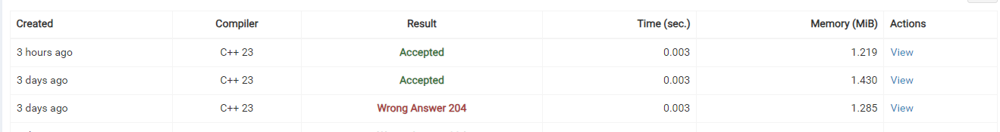 Created Compiler Result Time (sec.) Memory (MiB) Actions
3 hours ago C++ 23 Accepted 0.003 1.219 View
3 days ago C++ 23 Accepted 0.003 1.430 View
3 days ago C++ 23 Wrong Answer 204 0.003 1.285 View